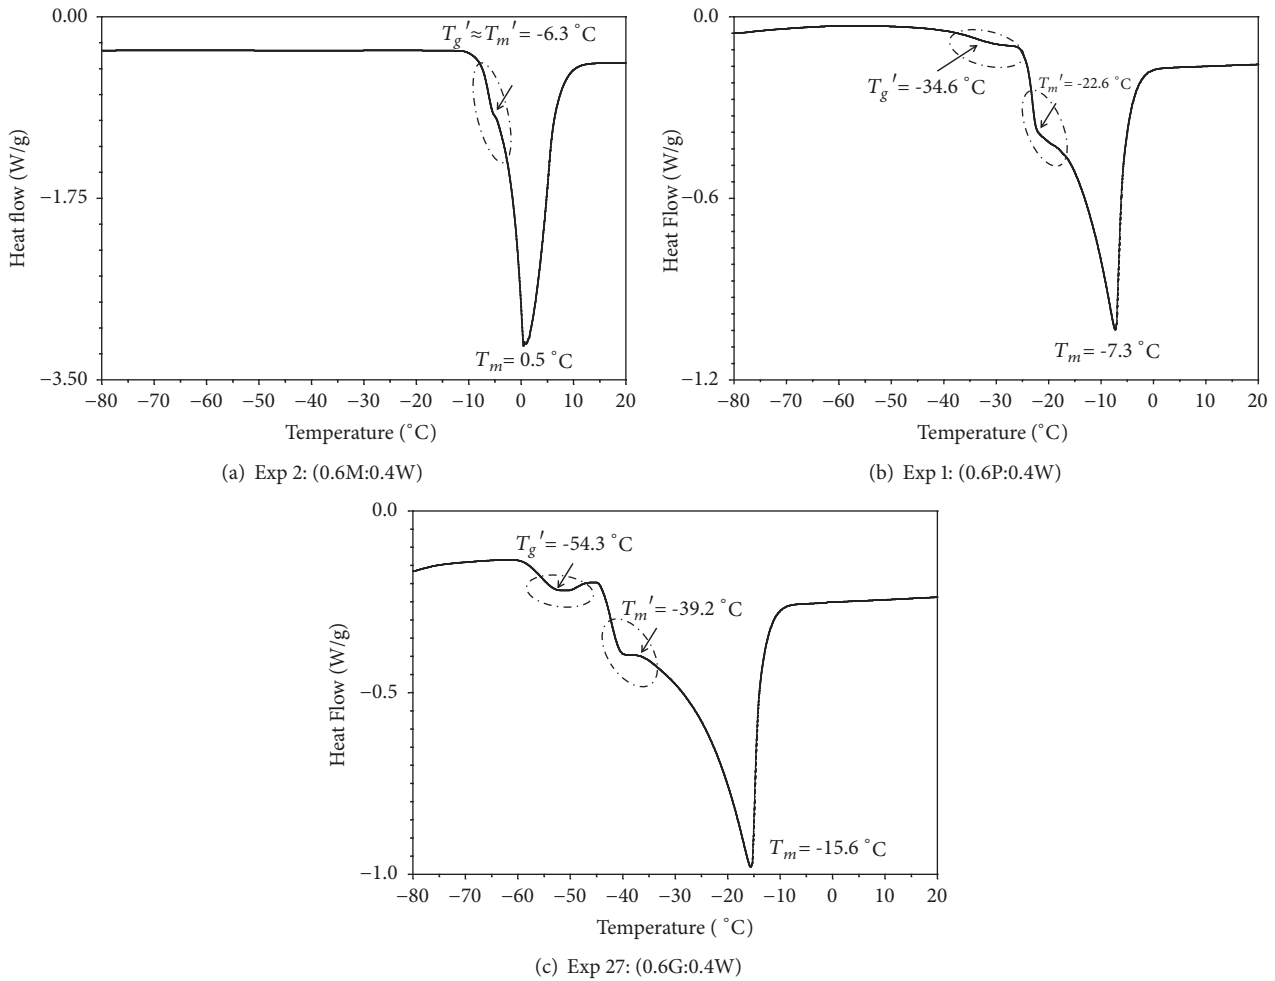 0.00
−1.75
−3.50
Heat flow (W/g)
Tg′≈Tm′= -6.3 °C
Tm= 0.5 °C
−80 −70 −60 −50 −40 −30 −20 −10 0 10 20
Temperature (°C)
(a) Exp 2: (0.6M:0.4W)
0.0
−0.6
−1.2
Heat Flow (W/g)
Tg′= -34.6 °C
Tm′= -22.6 °C
Tm= -7.3 °C
−80 −70 −60 −50 −40 −30 −20 −10 0 10 20
Temperature (°C)
(b) Exp 1: (0.6P:0.4W)
0.0
−0.5
−1.0
Heat Flow (W/g)
Tg′= -54.3 °C
Tm′= -39.2 °C
Tm= -15.6 °C
−80 −70 −60 −50 −40 −30 −20 −10 0 10 20
Temperature ( °C)
(c) Exp 27: (0.6G:0.4W)